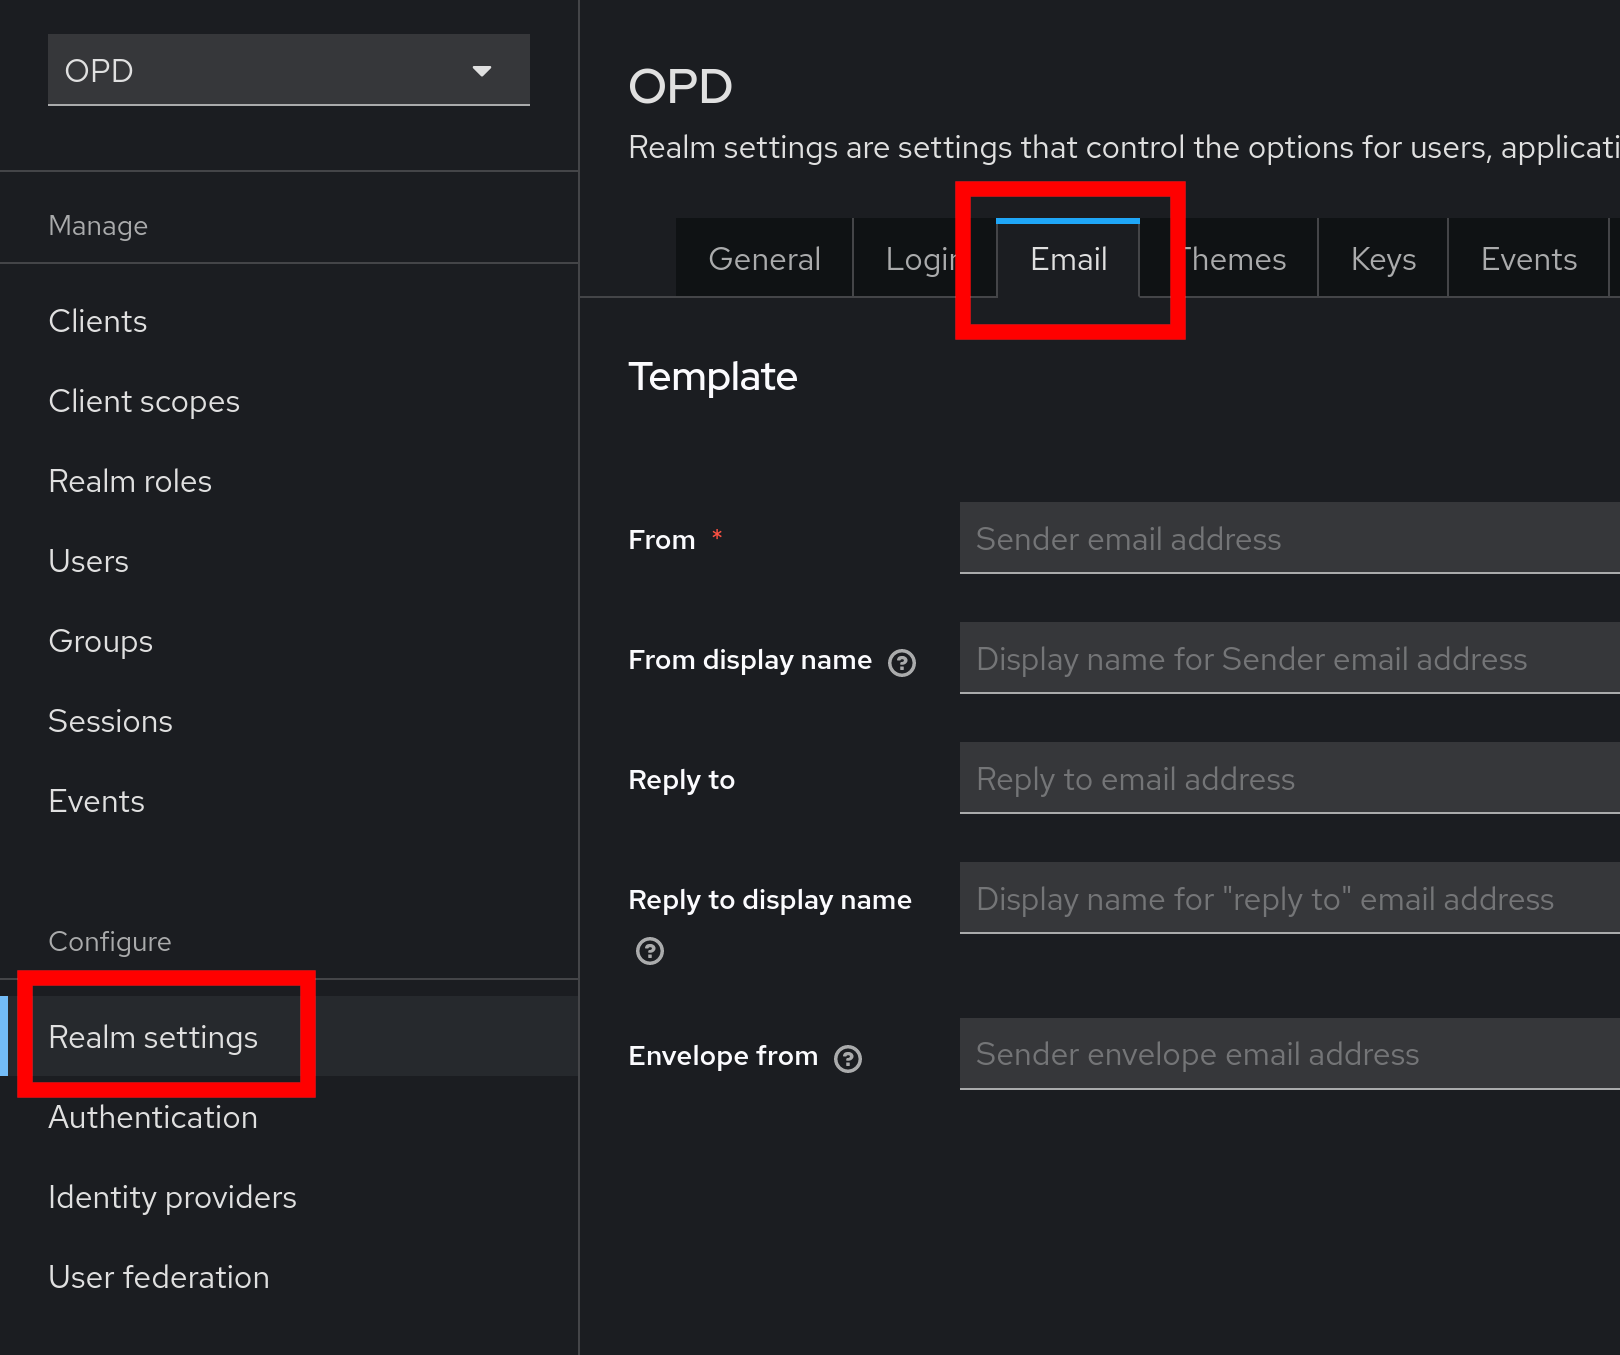 OPD
Manage
Clients
Client scopes
Realm roles
Users
Groups
Sessions
Events
Configure
Realm settings
Authentication
Identity providers
User federation
OPD
Realm settings are settings that control the options for users,
General
Email
Keys
Events
Template
From *
Sender email address
From display name
Display name for Sender email address
Reply to
Reply to email address
Reply to display name
Display name for "reply to" email address
Envelope from
Sender envelope email address